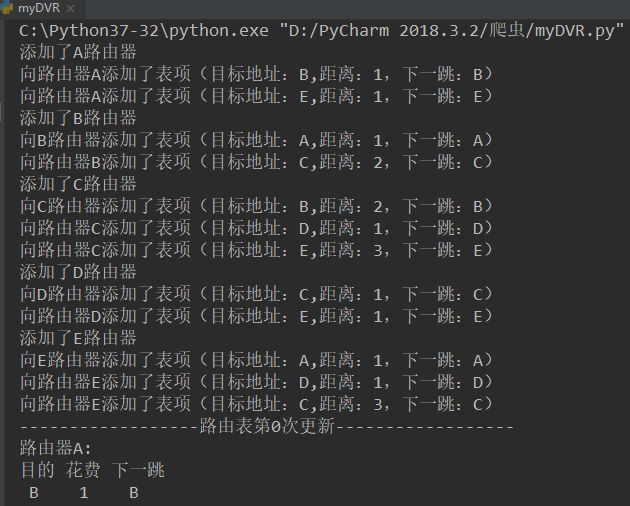 myDVR ×
C:\Python37-32\python.exe "D:/PyCharm 2018.3.2/爬虫/myDVR.py"
添加了A路由器
向路由器A添加了表项（目标地址：B,距离：1，下一跳：B）
向路由器A添加了表项（目标地址：E,距离：1，下一跳：E）
添加了B路由器
向B路由器添加了表项（目标地址：A,距离：1，下一跳：A）
向路由器B添加了表项（目标地址：C,距离：2，下一跳：C）
添加了C路由器
向C路由器添加了表项（目标地址：B,距离：2，下一跳：B）
向路由器C添加了表项（目标地址：D,距离：1，下一跳：D）
向路由器C添加了表项（目标地址：E,距离：3，下一跳：E）
添加了D路由器
向D路由器添加了表项（目标地址：C,距离：1，下一跳：C）
向路由器D添加了表项（目标地址：E,距离：1，下一跳：E）
添加了E路由器
向E路由器添加了表项（目标地址：A,距离：1，下一跳：A）
向路由器E添加了表项（目标地址：D,距离：1，下一跳：D）
向路由器E添加了表项（目标地址：C,距离：3，下一跳：C）
------------------路由表第0次更新------------------
路由器A:
目的 花费 下一跳
B 1 B